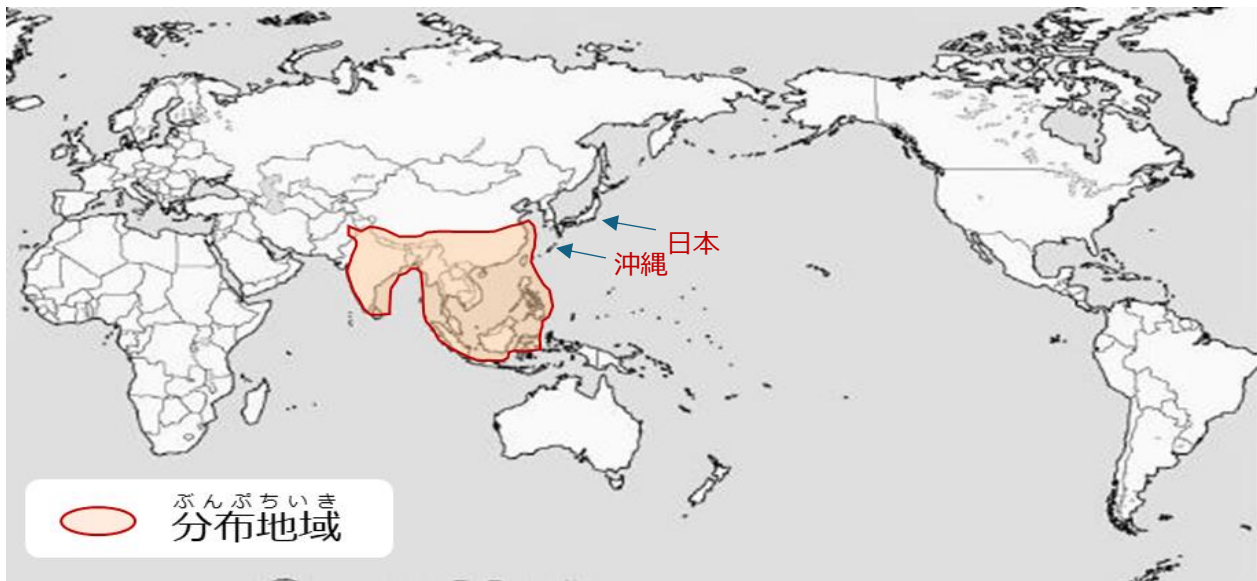 日本
沖縄
ぶんぷちいき
分布地域